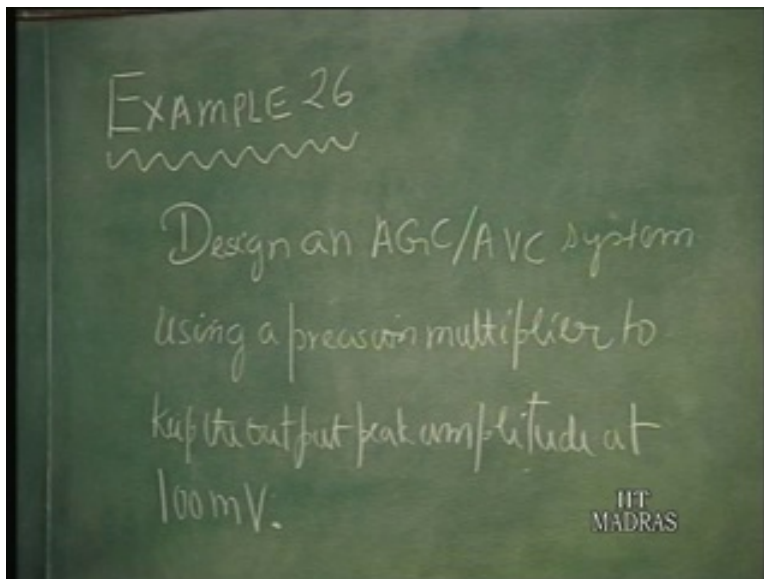 EXAMPLE 26
Design an AGC/AVC system
using a precision multiplier to
keep the output peak amplitude at
100mV.
IIT
MADRAS